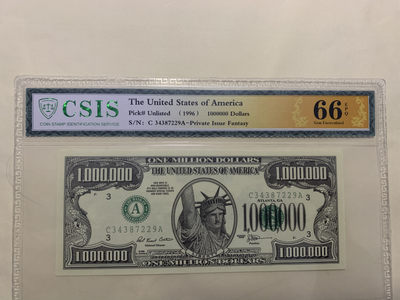 CSIS
COIN STAMP IDENTIFICATION SERVICE
The United States of America
Pick# Unlisted (1996) 1000000 Dollars
S/N: C 34387229A-Private Issue Fantasy
66 EPQ
Gem Uncirculated
1,000,000 ONE MILLION DOLLARS 1,000,000
THE UNITED STATES OF AMERICA
3 C34387229A 3
ATLANTA, GA
A 1000000
C34387229A
3 3
1,000,000 ONE MILLION DOLLARS 1,000,000